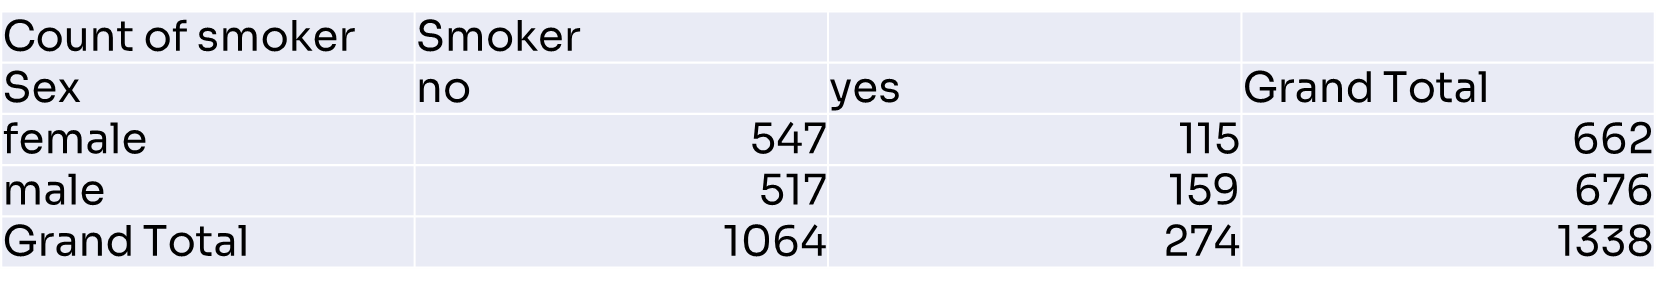 Count of smoker Smoker
Sex no yes Grand Total
female 547 115 662
male 517 159 676
Grand Total 1064 274 1338